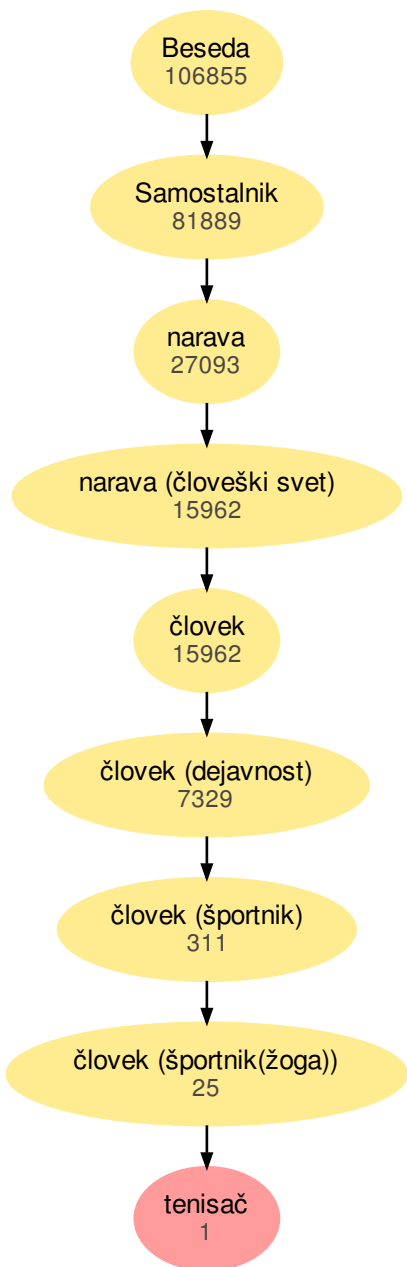 Beseda
106855
Samostalnik
81889
narava
27093
narava (človeški svet)
15962
človek
15962
človek (dejavnost)
7329
človek (športnik)
311
človek (športnik(žoga))
25
tenisač
1